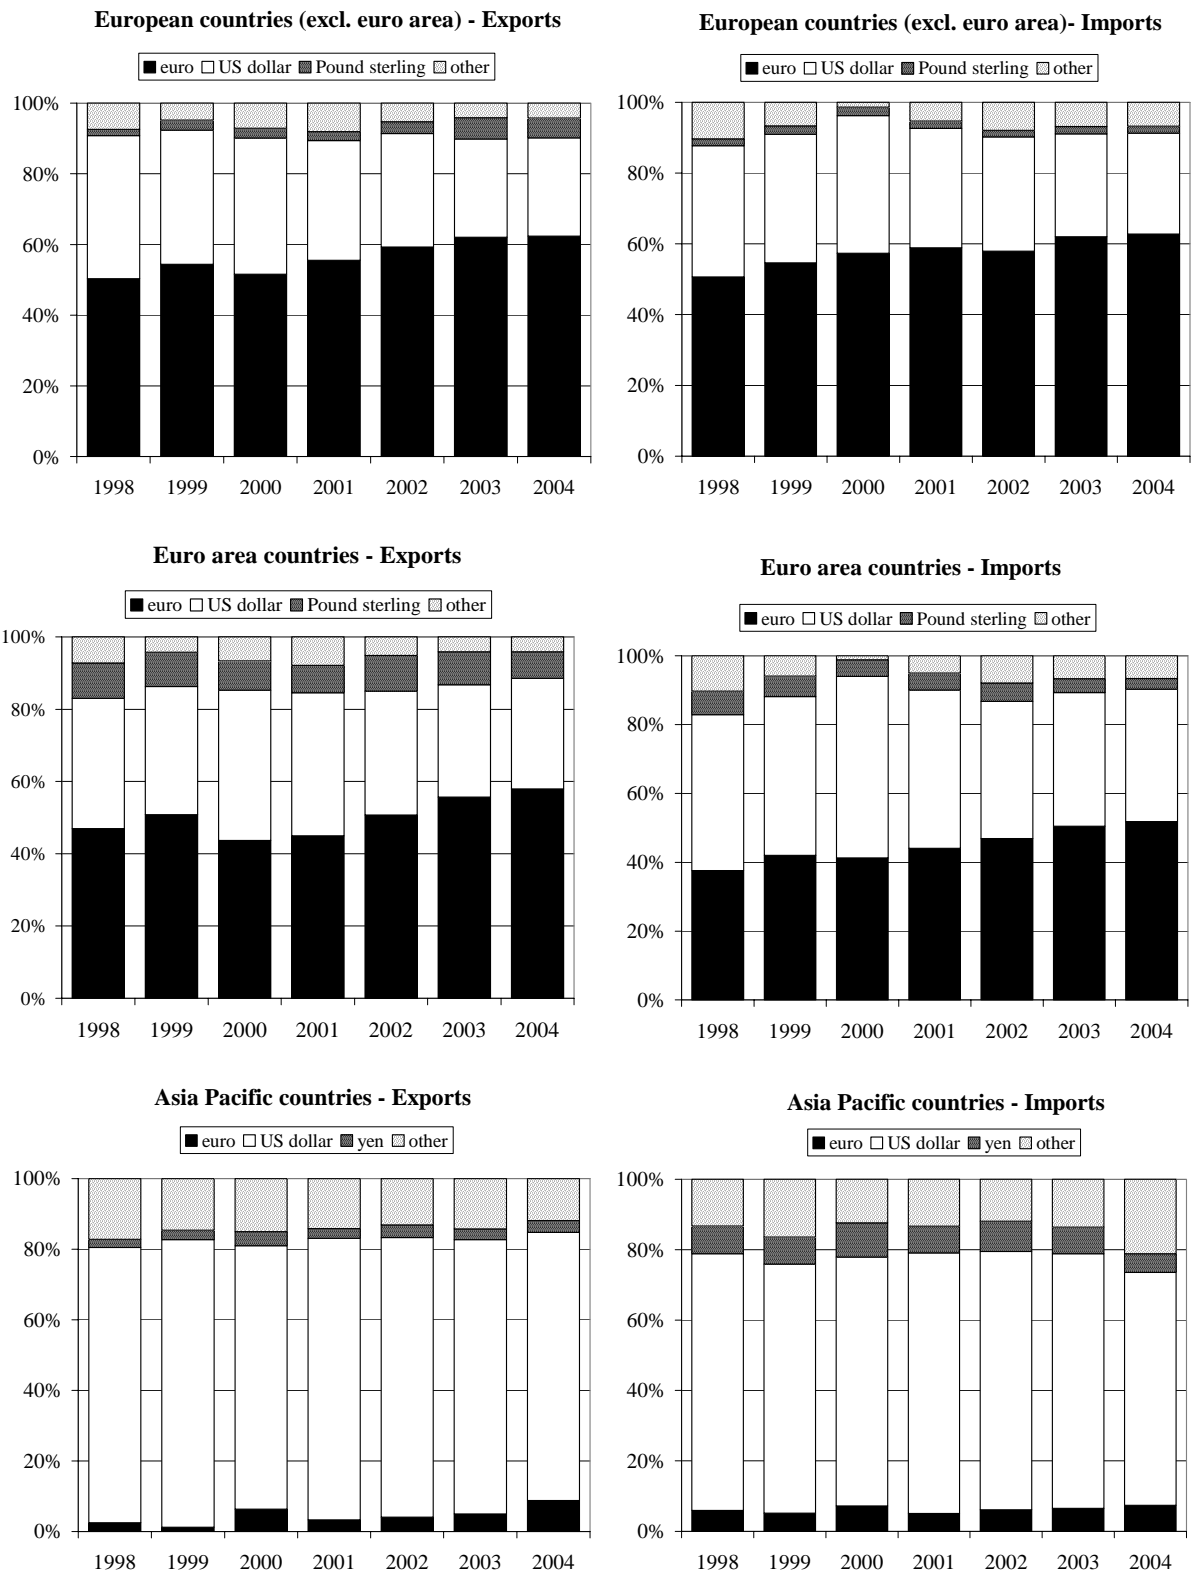 European countries (excl. euro area) - Exports
euro US dollar Pound sterling other
100%
80%
60%
40%
20%
0%
1998 1999 2000 2001 2002 2003 2004
European countries (excl. euro area)- Imports
euro US dollar Pound sterling other
100%
80%
60%
40%
20%
0%
1998 1999 2000 2001 2002 2003 2004
Euro area countries - Exports
euro US dollar Pound sterling other
100%
80%
60%
40%
20%
0%
1998 1999 2000 2001 2002 2003 2004
Euro area countries - Imports
euro US dollar Pound sterling other
100%
80%
60%
40%
20%
0%
1998 1999 2000 2001 2002 2003 2004
Asia Pacific countries - Exports
euro US dollar yen other
100%
80%
60%
40%
20%
0%
1998 1999 2000 2001 2002 2003 2004
Asia Pacific countries - Imports
euro US dollar yen other
100%
80%
60%
40%
20%
0%
1998 1999 2000 2001 2002 2003 2004